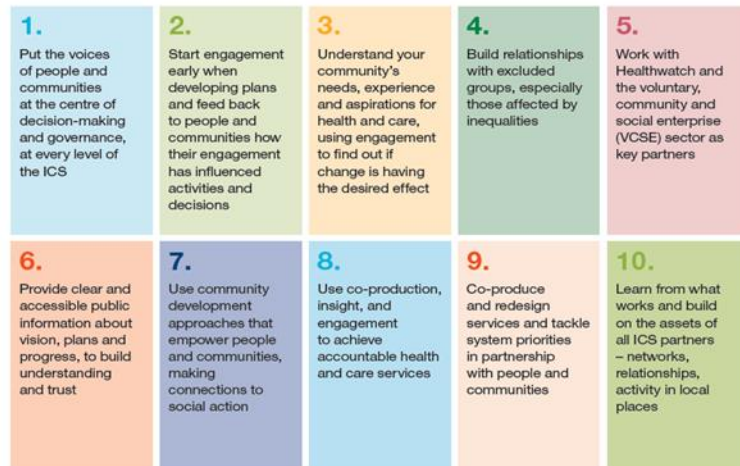 1.
Put the voices
of people and
communities
at the centre of
decision-making
and governance,
at every level of
the ICS
2.
Start engagement
early when
developing plans
and feed back
to people and
communities how
their engagement
has influenced
activities and
decisions
3.
Understand your
community's
needs, experience
and aspirations for
health and care,
using engagement
to find out if
change is having
the desired effect
4.
Build relationships
with excluded
groups, especially
those affected by
inequalities
5.
Work with
Healthwatch and
the voluntary,
community and
social enterprise
(VCSE) sector as
key partners
6.
Provide clear and
accessible public
information about
vision, plans and
progress, to build
understanding
and trust
7.
Use community
development
approaches that
empower people
and communities,
making
connections to
social action
8.
Use co-production,
insight, and
engagement
to achieve
accountable health
and care services
9.
Co-produce
and redesign
services and tackle
system priorities
in partnership
with people and
communities
10.
Learn from what
works and build
on the assets of
all ICS partners
– networks,
relationships,
activity in local
places